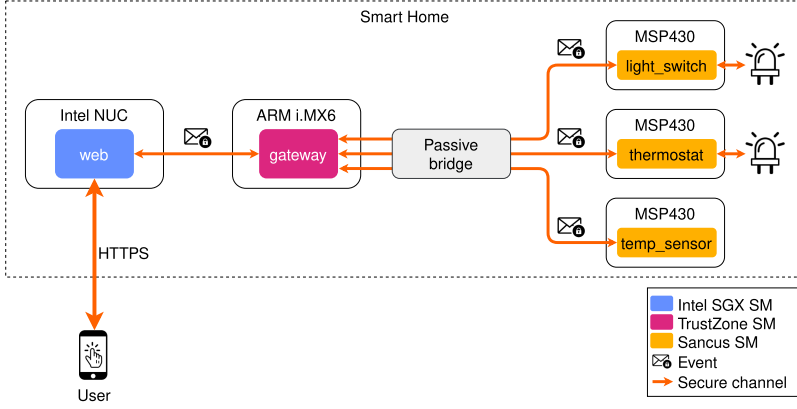 Smart Home
Intel NUC
web
ARM i.MX6
gateway
Passive
bridge
MSP430
light_switch
MSP430
thermostat
MSP430
temp_sensor
HTTPS
User
Intel SGX SM
TrustZone SM
Sancus SM
Event
Secure channel